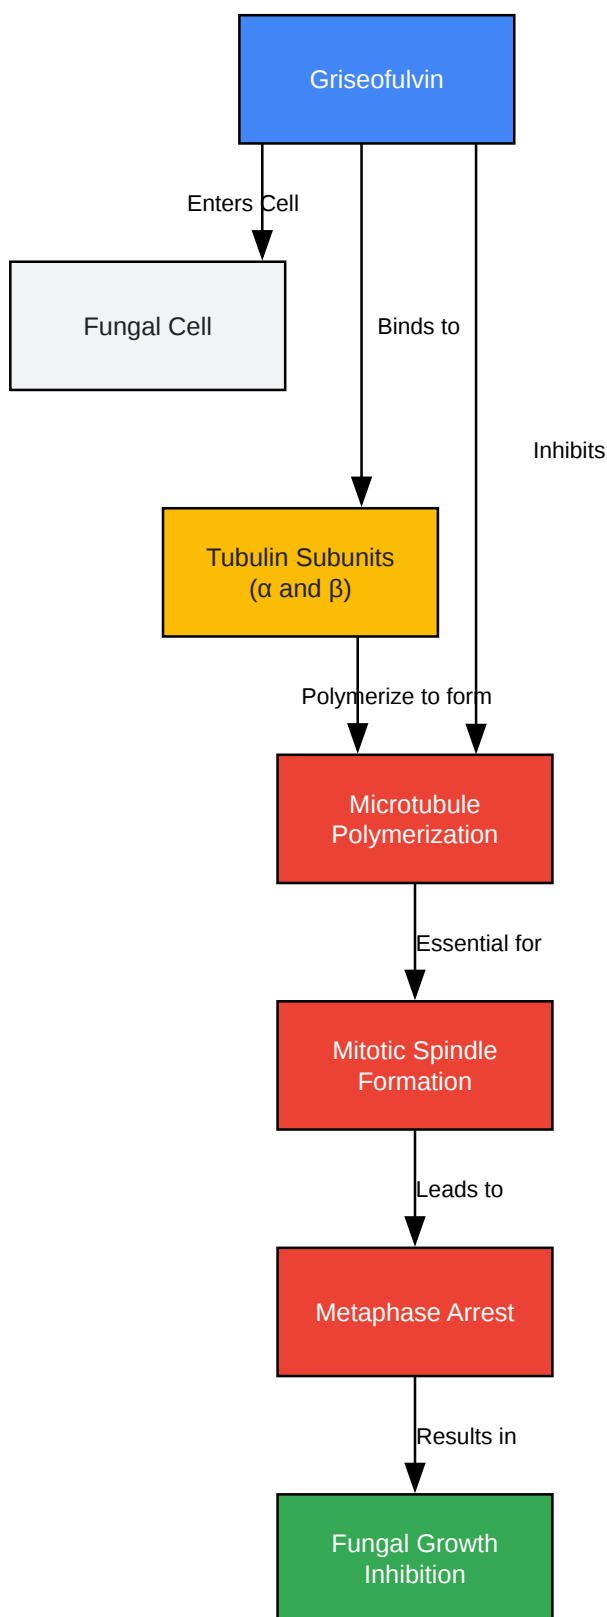 Griseofulvin
Enters Cell
Fungal Cell
Binds to
Inhibits
Tubulin Subunits
(α and β)
Polymerize to form
Microtubule
Polymerization
Essential for
Mitotic Spindle
Formation
Leads to
Metaphase Arrest
Results in
Fungal Growth
Inhibition